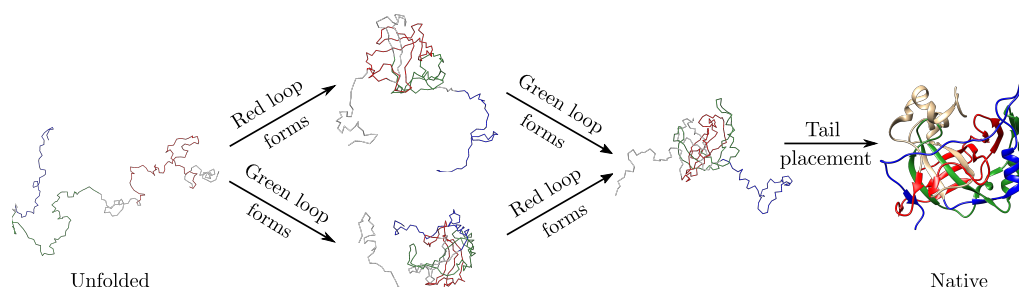 Red loop
forms
Green loop
forms
Green loop
forms
Red loop
forms
Tail
placement
Unfolded
Native